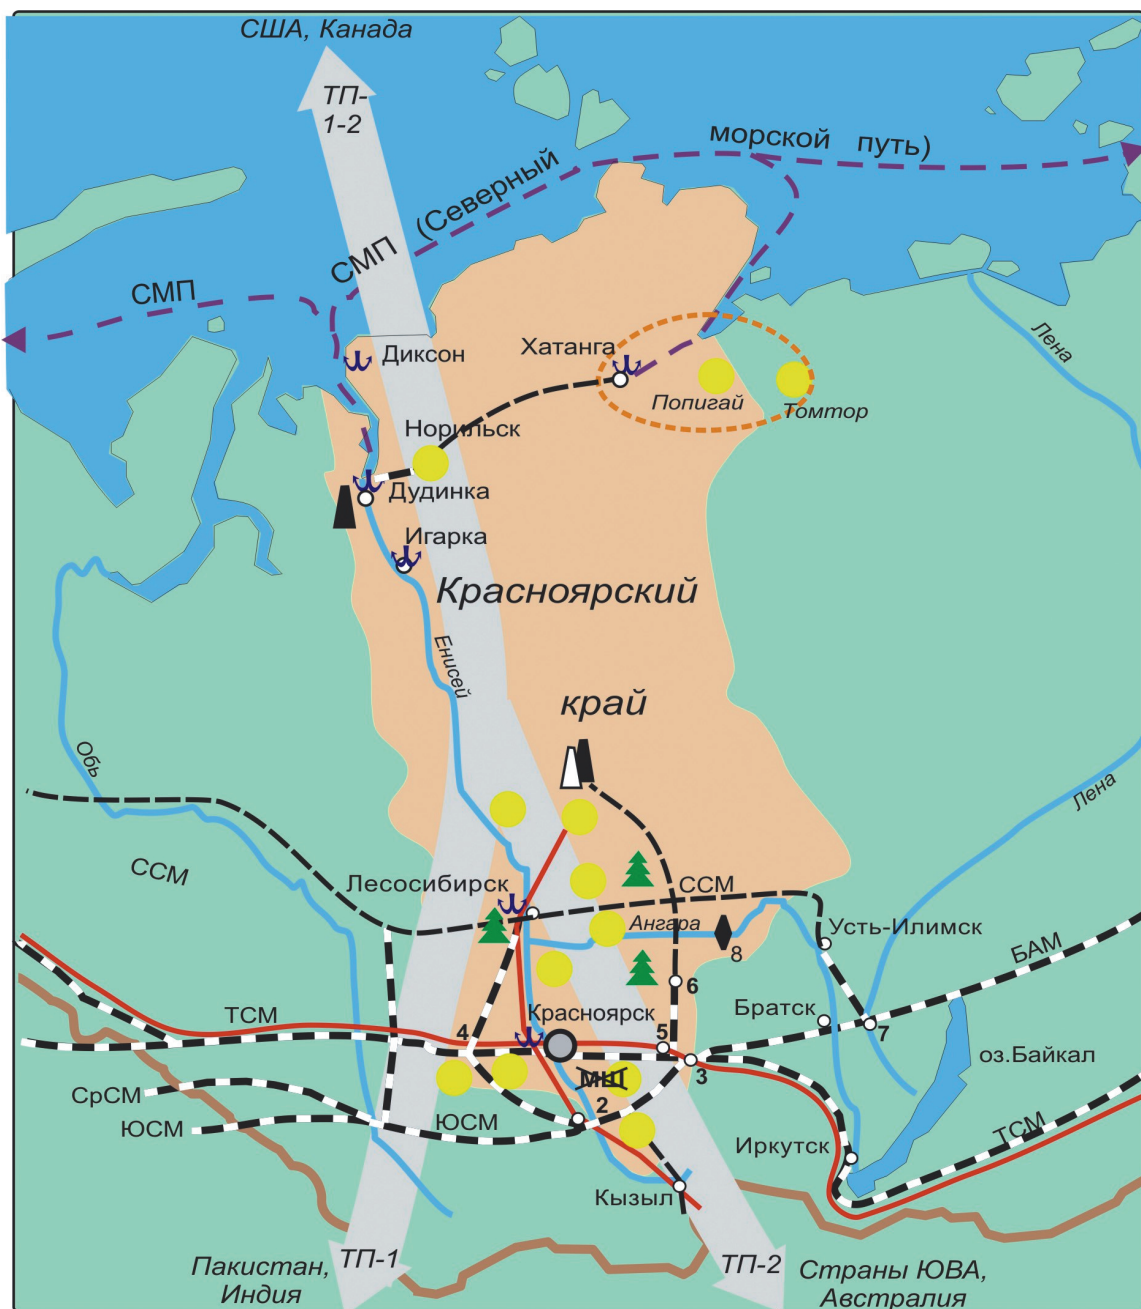 США, Канада
ТП-
1-2
морской путь)
(Северный
СМП
СМП
Диксон
Хатанга
Попигай
Томтор
Лена
Норильск
Дудинка
Игарка
Красноярский
Енисей
край
Обь
Лена
ССМ
Лесосибирск
ССМ
Ангара
8
Усть-Илимск
БАМ
6
Братск
7
ТСМ
Красноярск
4
5
3
оз.Байкал
МШ
СрСМ
2
ЮСМ
ЮСМ
Иркутск
ТСМ
Кызыл
Пакистан,
Индия
ТП-1
ТП-2
Страны ЮВА,
Австралия